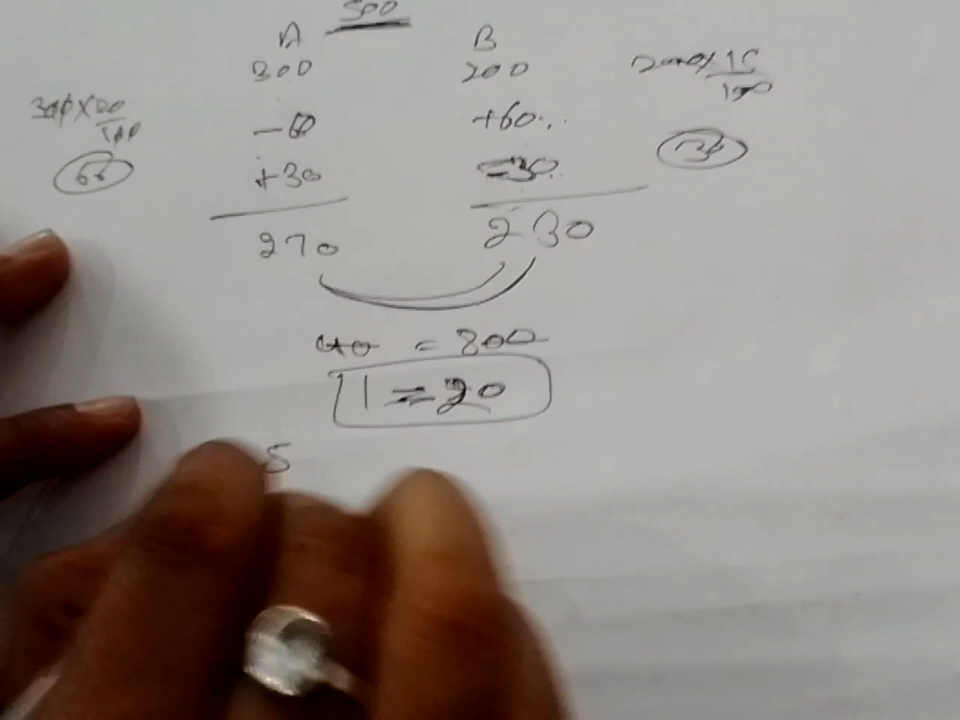 500
A B
300 200 200 × 15/100
300 × 20/100 - 60 +60
60 +30 -30 30
270 230
40 = 800
1 = 20
5